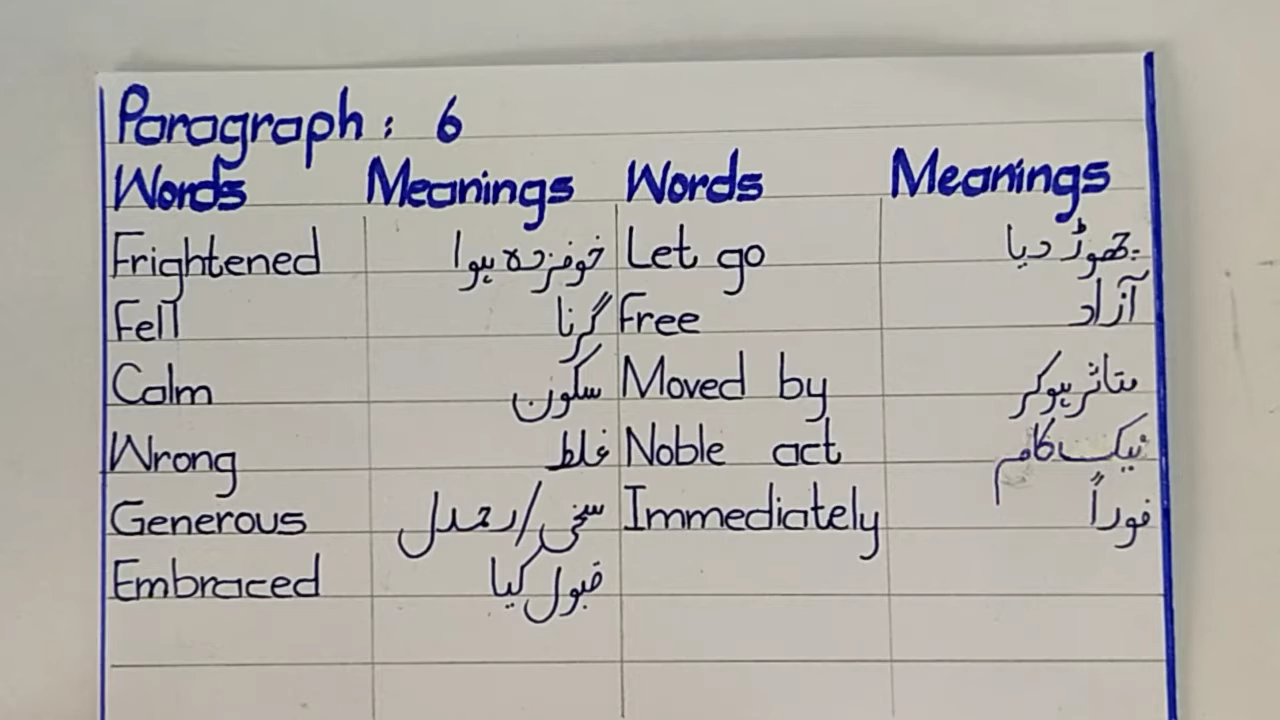 Paragraph : 6
Words Meanings Words Meanings
Frightened خوفزدہ ہوا Let go چھوڑ دیا
Fell گرنا Free آزاد
Calm سکون Moved by متاثر ہوکر
Wrong غلط Noble act نیک کام
Generous سخی/رحمدل Immediately فوراً
Embraced قبول کیا